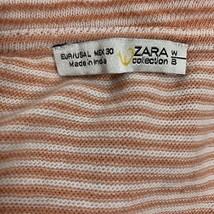 EUR/USA L MEX 30
Made in India
ZARA W
collection B